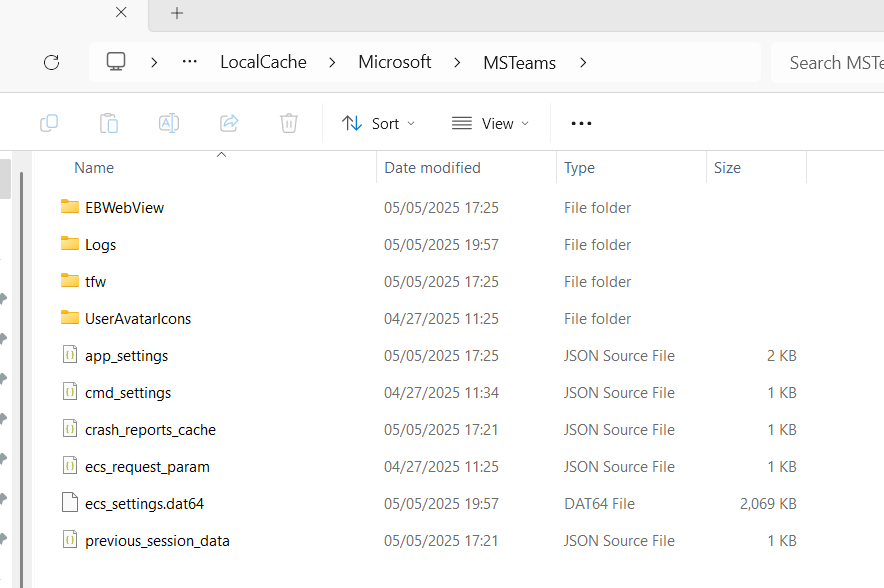 LocalCache > Microsoft > MSTeams >
Search MSTe
Sort
View
Name Date modified Type Size
EBWebView 05/05/2025 17:25 File folder
Logs 05/05/2025 19:57 File folder
tfw 05/05/2025 17:25 File folder
UserAvatarIcons 04/27/2025 11:25 File folder
app_settings 05/05/2025 17:25 JSON Source File 2 KB
cmd_settings 04/27/2025 11:34 JSON Source File 1 KB
crash_reports_cache 05/05/2025 17:21 JSON Source File 1 KB
ecs_request_param 04/27/2025 11:25 JSON Source File 1 KB
ecs_settings.dat64 05/05/2025 19:57 DAT64 File 2,069 KB
previous_session_data 05/05/2025 17:21 JSON Source File 1 KB